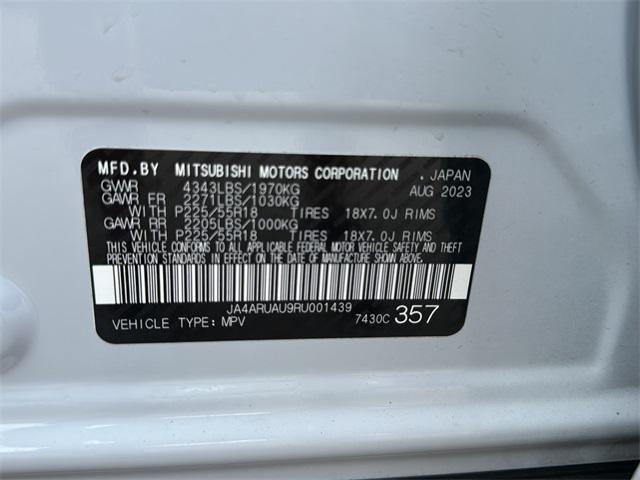 MFD.BY MITSUBISHI MOTORS CORPORATION . JAPAN
GVWR 4343LBS/1970KG AUG 2023
GAWR FR 2271LBS/1030KG
WITH P225/55R18 TIRES 18X7.0J RIMS
GAWR RR 2205LBS/1000KG
WITH P225/55R18 TIRES 18X7.0J RIMS
THIS VEHICLE CONFORMS TO ALL APPLICABLE FEDERAL MOTOR VEHICLE SAFETY AND THEFT
PREVENTION STANDARDS IN EFFECT ON THE DATE OF MANUFACTURE SHOWN ABOVE.
JA4ARUAU9RU001439
VEHICLE TYPE: MPV 7430C 357